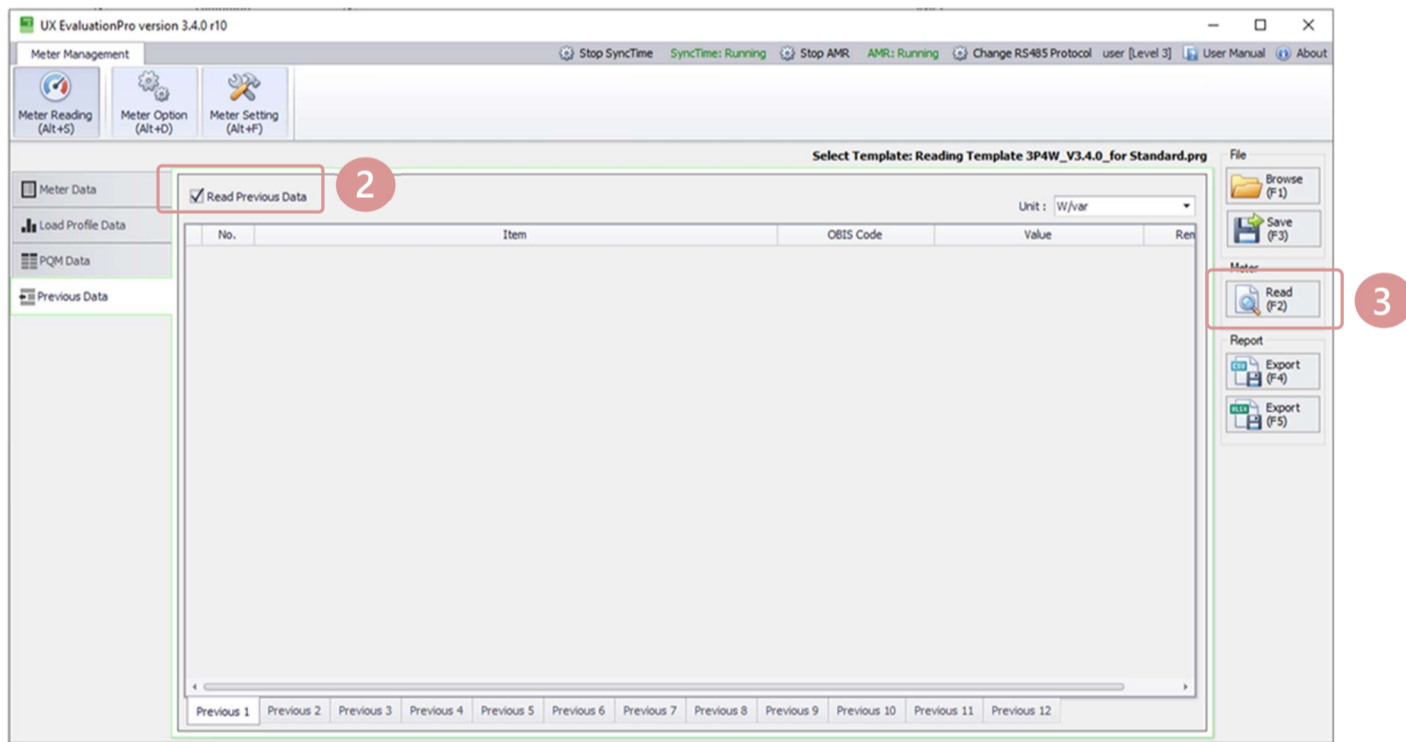 UX EvaluationPro version 3.4.0 r10
Meter Management
Stop SyncTime SyncTime: Running Stop AMR AMR: Running Change RS485 Protocol user [Level 3] User Manual About
Meter Reading
(Alt+S)
Meter Option
(Alt+D)
Meter Setting
(Alt+F)
Select Template: Reading Template 3P4W_V3.4.0_for Standard.prg
File
Meter Data
Load Profile Data
PQM Data
Previous Data
Read Previous Data
2
Unit : W/var
No. Item OBIS Code Value Rem
Previous 1 Previous 2 Previous 3 Previous 4 Previous 5 Previous 6 Previous 7 Previous 8 Previous 9 Previous 10 Previous 11 Previous 12
Browse
(F1)
Save
(F3)
Meter
Read
(F2)
3
Report
CSV
Export
(F4)
XLSX
Export
(F5)